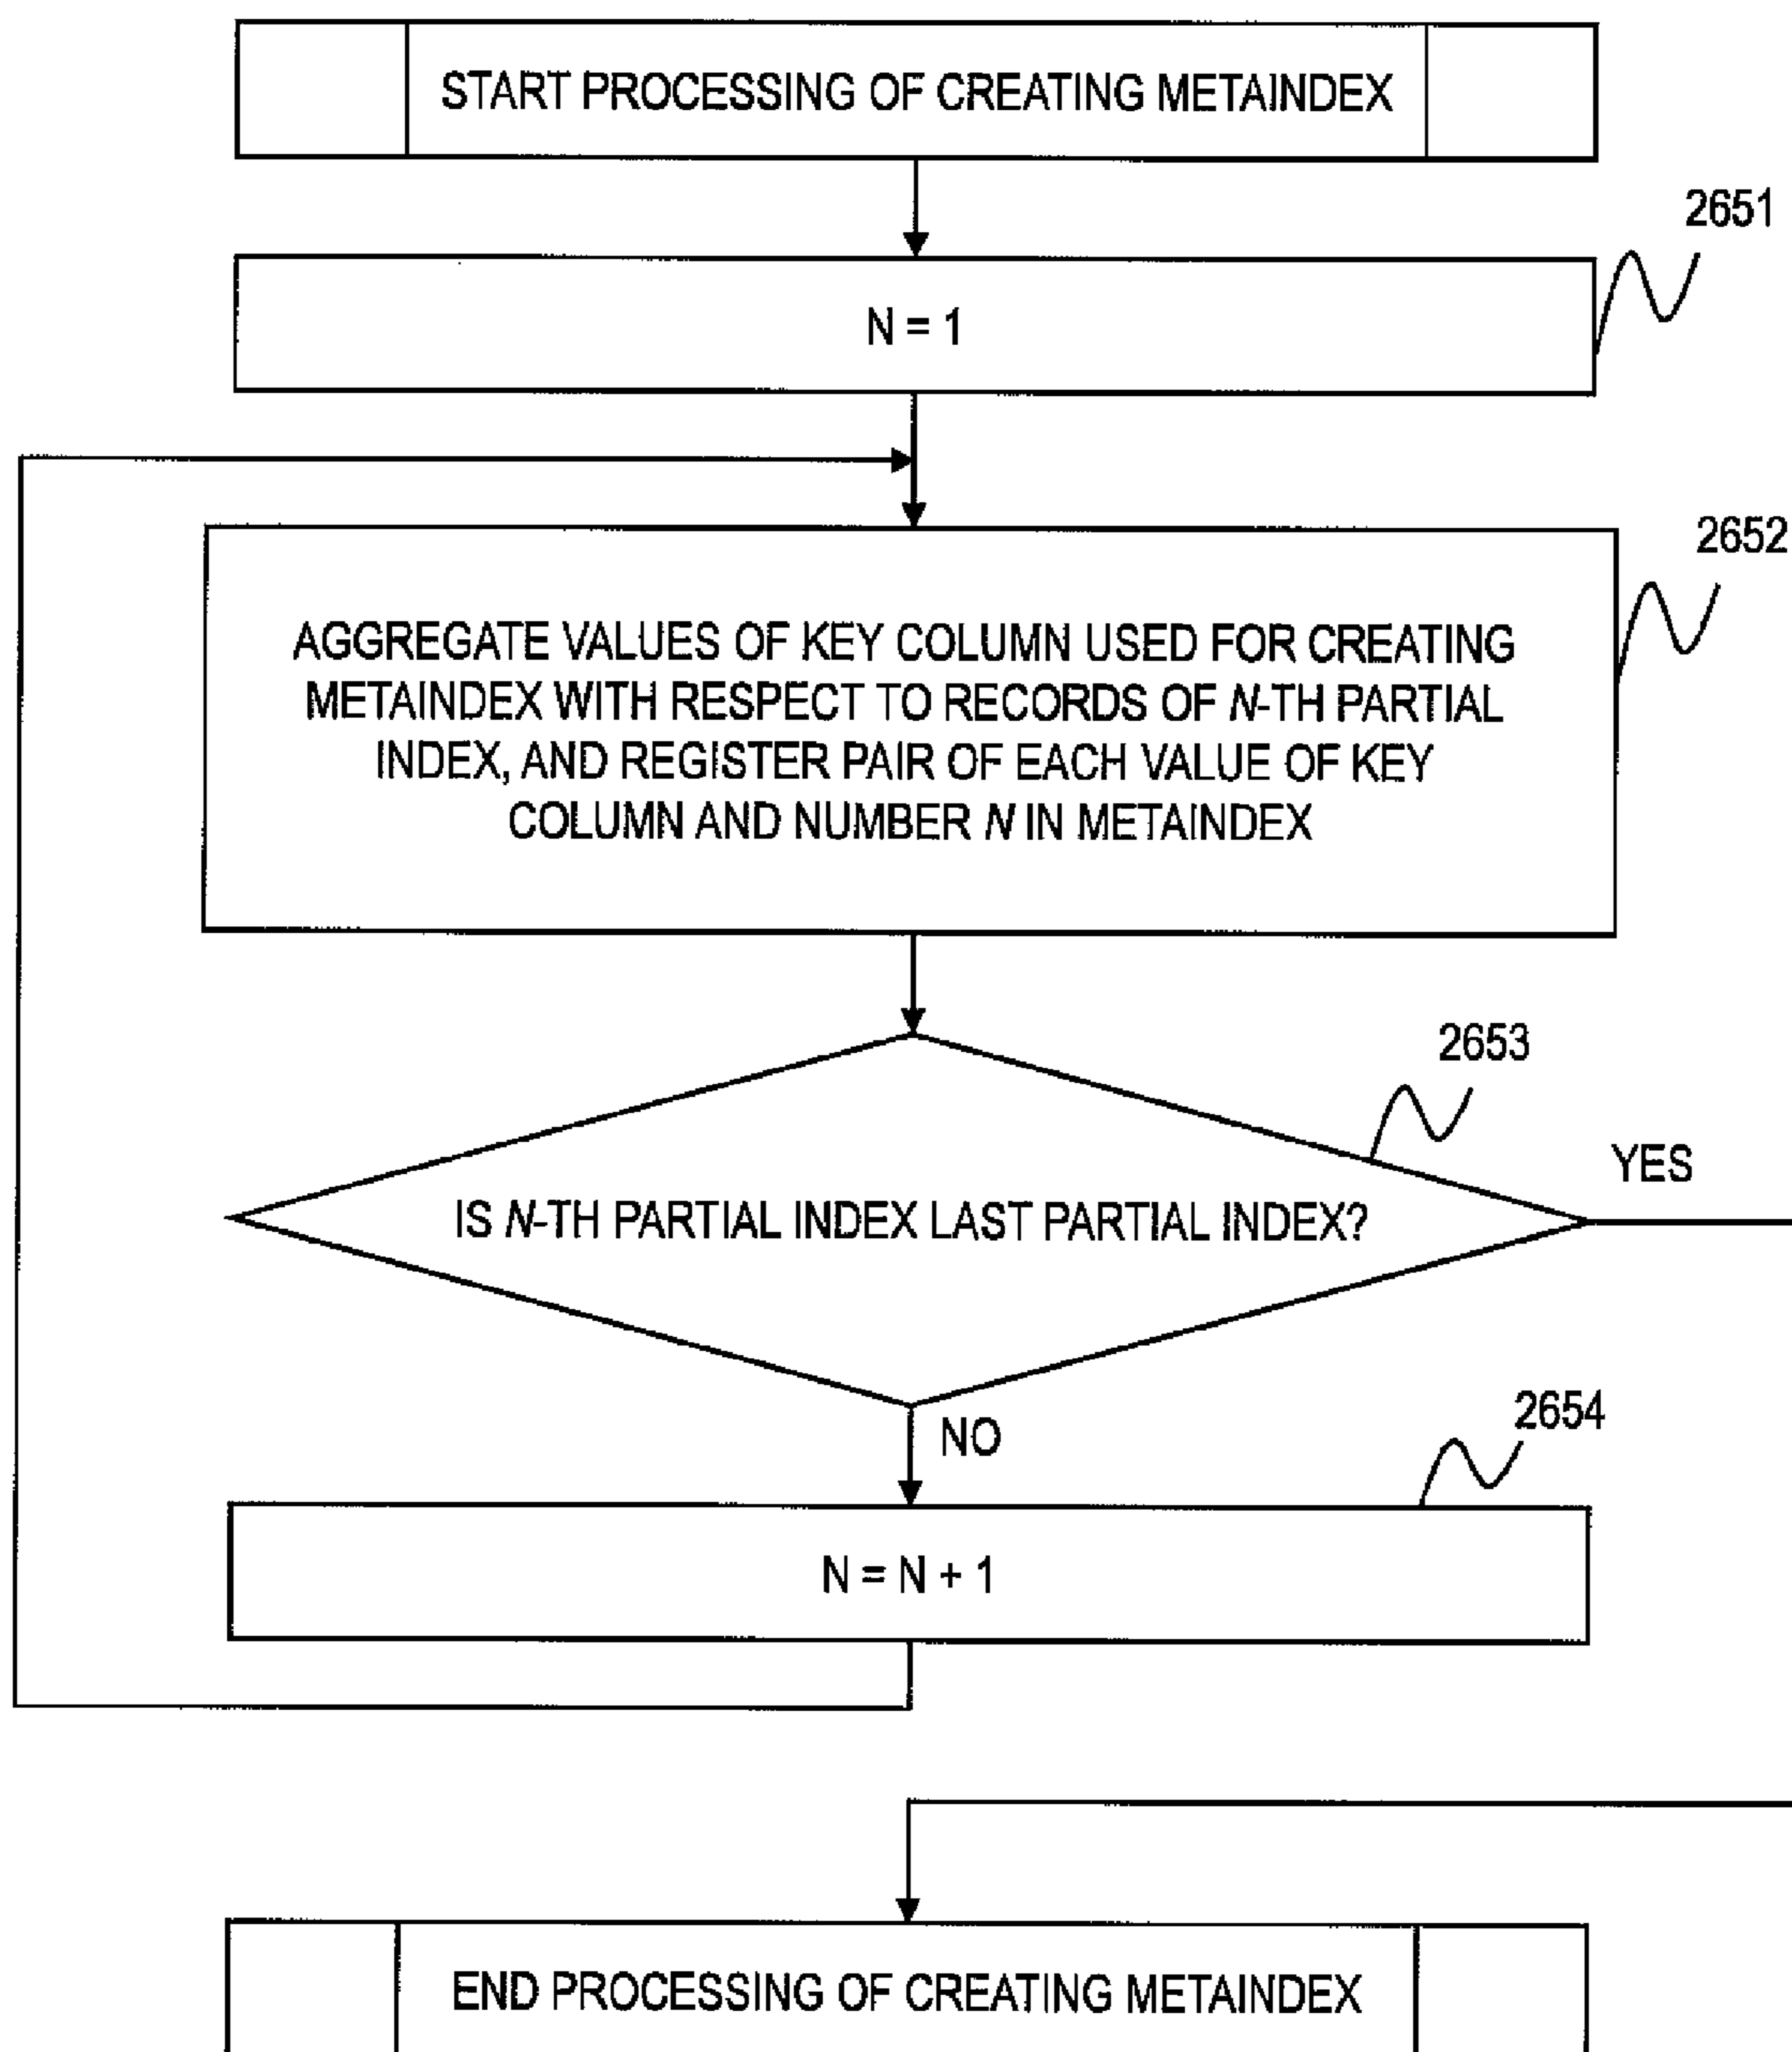 START PROCESSING OF CREATING METAINDEX
2651
N = 1
2652
AGGREGATE VALUES OF KEY COLUMN USED FOR CREATING
METAINDEX WITH RESPECT TO RECORDS OF N-TH PARTIAL
INDEX, AND REGISTER PAIR OF EACH VALUE OF KEY
COLUMN AND NUMBER N IN METAINDEX
2653
YES
IS N-TH PARTIAL INDEX LAST PARTIAL INDEX?
2654
NO
N = N + 1
END PROCESSING OF CREATING METAINDEX